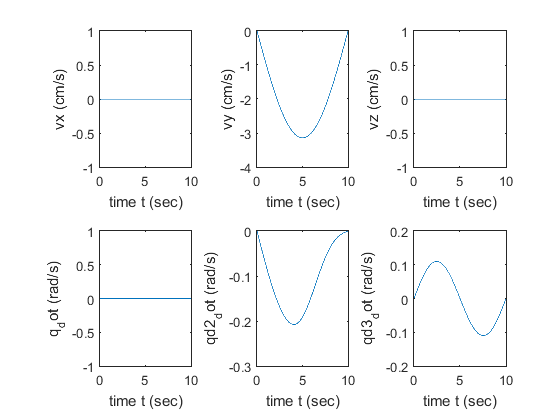 vx (cm/s)
1
0.5
0
-0.5
-1
0 5 10
time t (sec)
vy (cm/s)
0
-1
-2
-3
-4
0 5 10
time t (sec)
vz (cm/s)
1
0.5
0
-0.5
-1
0 5 10
time t (sec)
q_dot (rad/s)
1
0.5
0
-0.5
-1
0 5 10
time t (sec)
qd2_dot (rad/s)
0
-0.1
-0.2
-0.3
0 5 10
time t (sec)
qd3_dot (rad/s)
0.2
0.1
0
-0.1
-0.2
0 5 10
time t (sec)